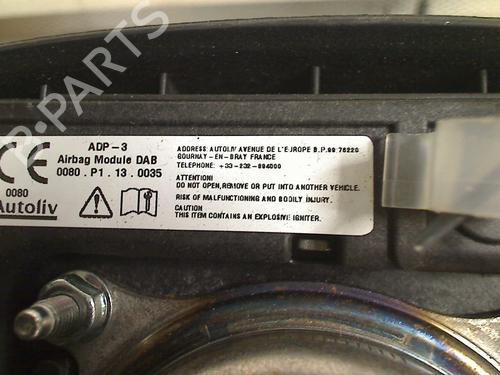 B-PARTS
CE
0080
Autoliv
ADP-3
Airbag Module DAB
0080 . P1 . 13 . 0035
ADDRESS AUTOLIV AVENUE DE L'EUROPE B.P.99 76220
GOURNAY-EN-BRAY FRANCE
TELEPHONE: +33-232-894000
ATTENTION:
DO NOT OPEN,REMOVE OR PUT INTO ANOTHER VEHICLE.
RISK OF MALFUNCTIONING AND BODILY INJURY.
CAUTION
THIS ITEM CONTAINS AN EXPLOSIVE IGNITER.